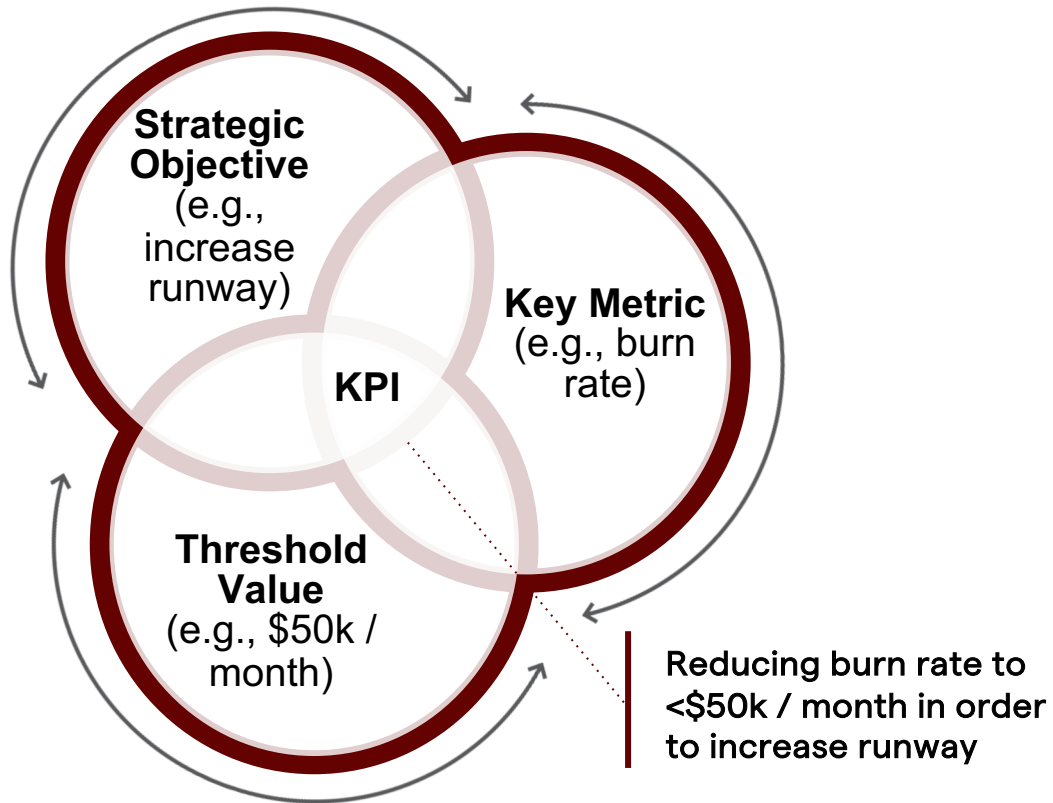 Strategic
Objective
(e.g.,
increase
runway)
Key Metric
(e.g., burn
rate)
KPI
Threshold
Value
(e.g., $50k /
month)
Reducing burn rate to
<$50k / month in order
to increase runway